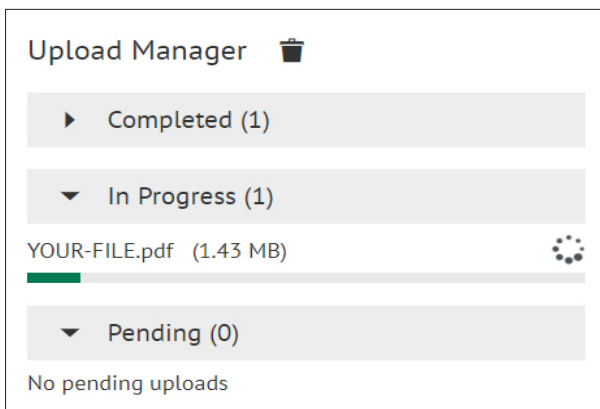 Upload Manager
Completed (1)
In Progress (1)
YOUR-FILE.pdf (1.43 MB)
Pending (0)
No pending uploads